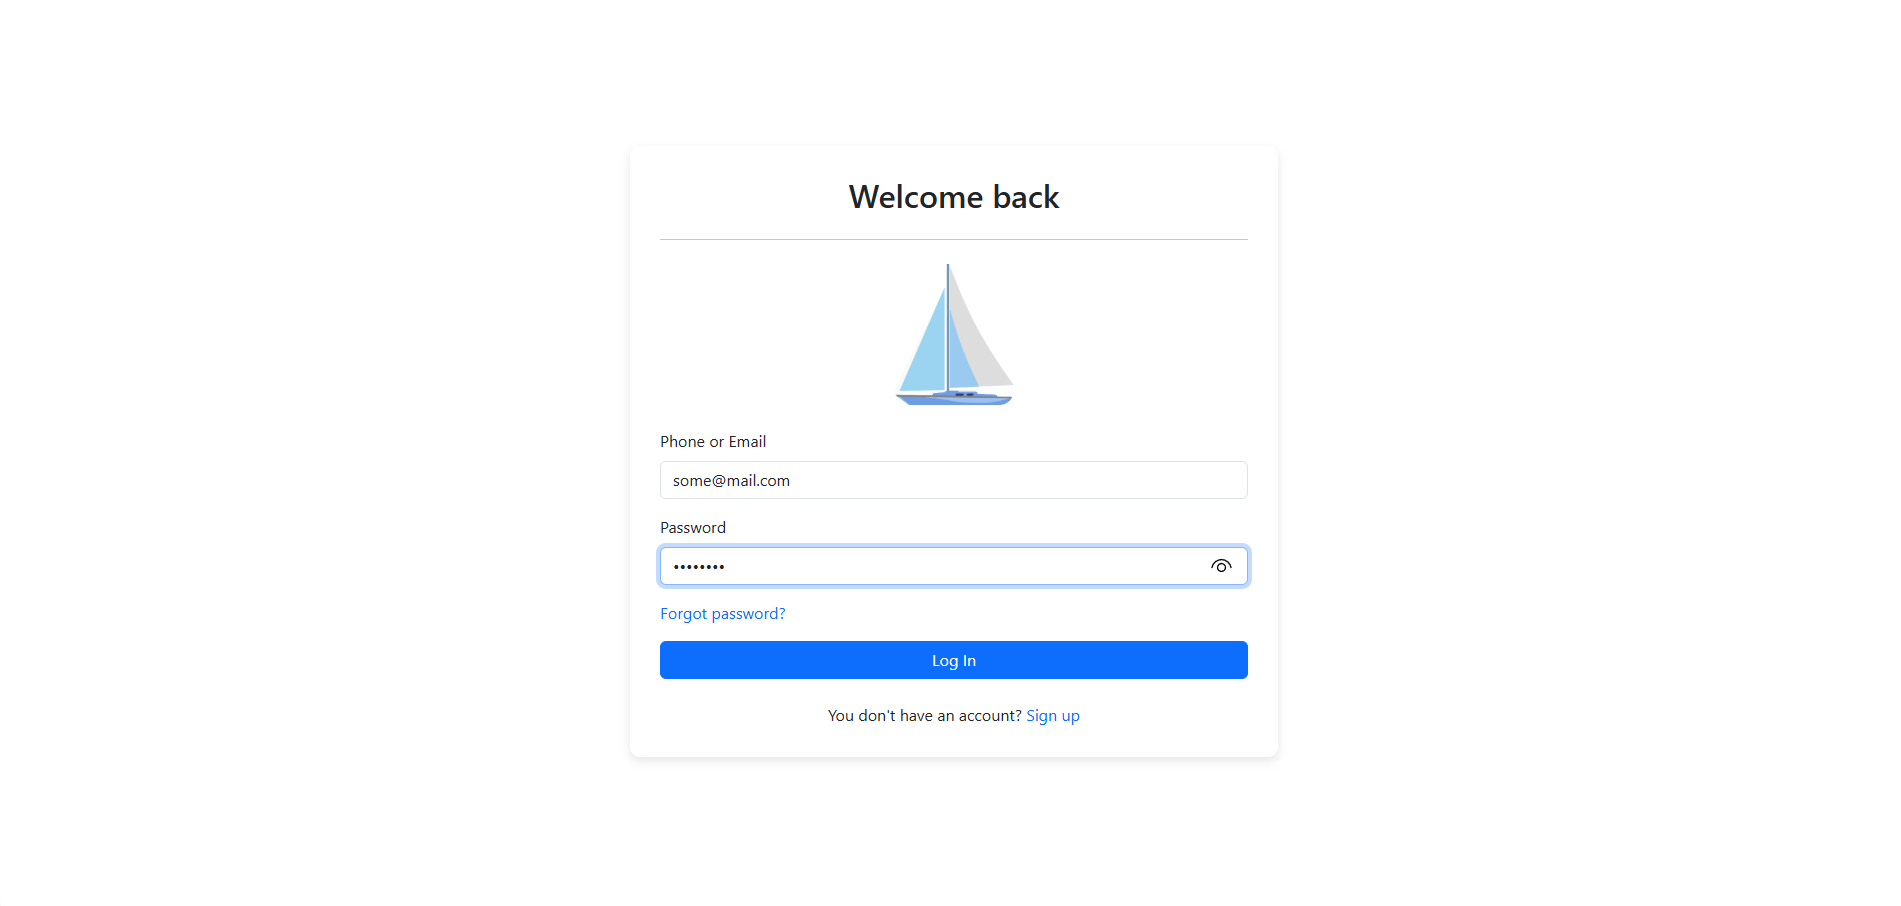 Welcome back
Phone or Email
some@mail.com
Password
••••••••
Forgot password?
Log In
You don't have an account? Sign up